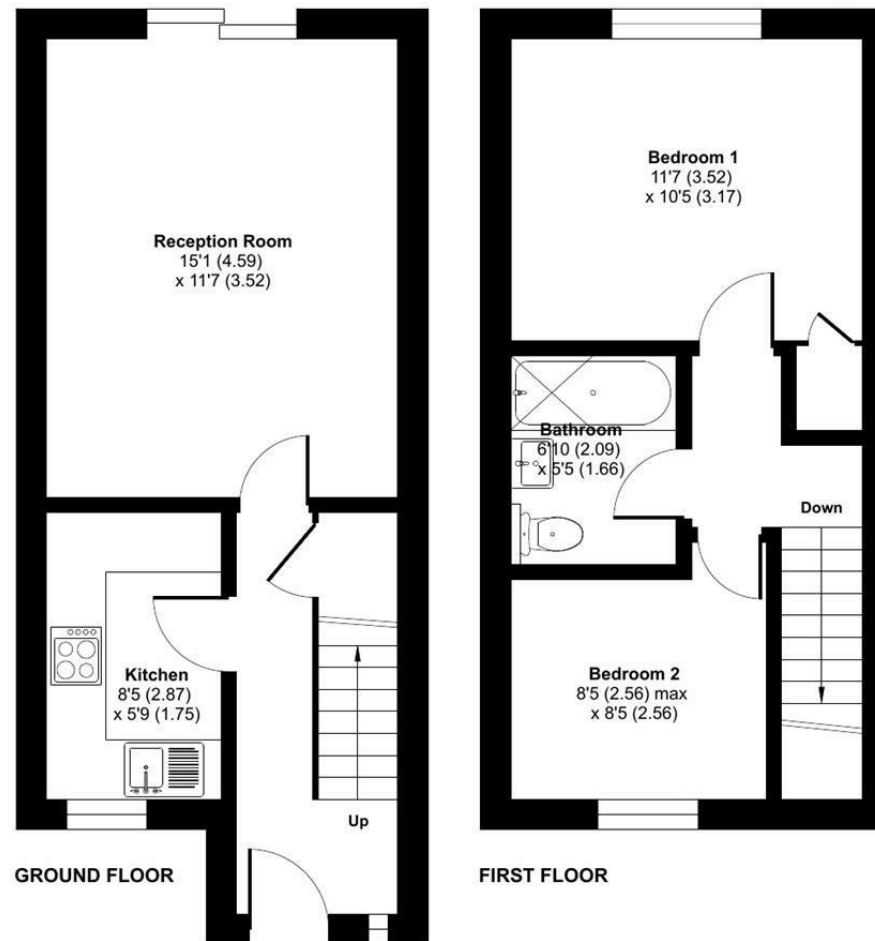 Reception Room
15'1 (4.59)
x 11'7 (3.52)
Kitchen
8'5 (2.87)
x 5'9 (1.75)
Up
GROUND FLOOR
Bedroom 1
11'7 (3.52)
x 10'5 (3.17)
Bathroom
6'10 (2.09)
x 5'5 (1.66)
Down
Bedroom 2
8'5 (2.56) max
x 8'5 (2.56)
FIRST FLOOR